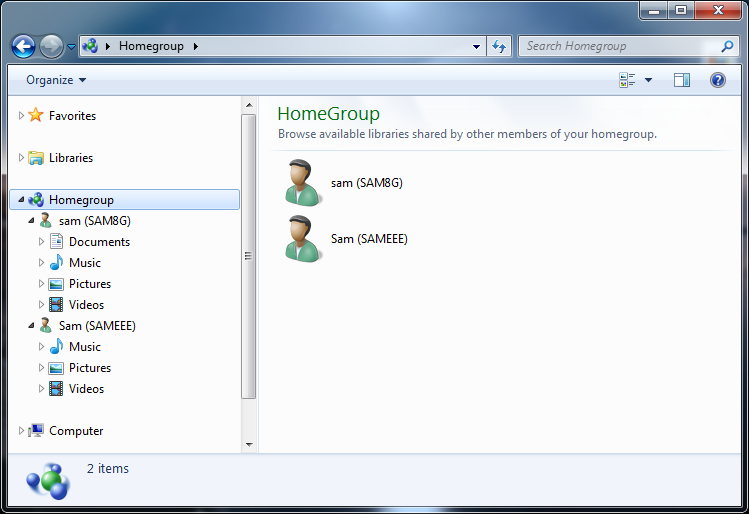 Homegroup
Search Homegroup
Organize
Favorites
Libraries
Homegroup
sam (SAM8G)
Documents
Music
Pictures
Videos
Sam (SAMEEE)
Music
Pictures
Videos
Computer
HomeGroup
Browse available libraries shared by other members of your homegroup.
sam (SAM8G)
Sam (SAMEEE)
2 items